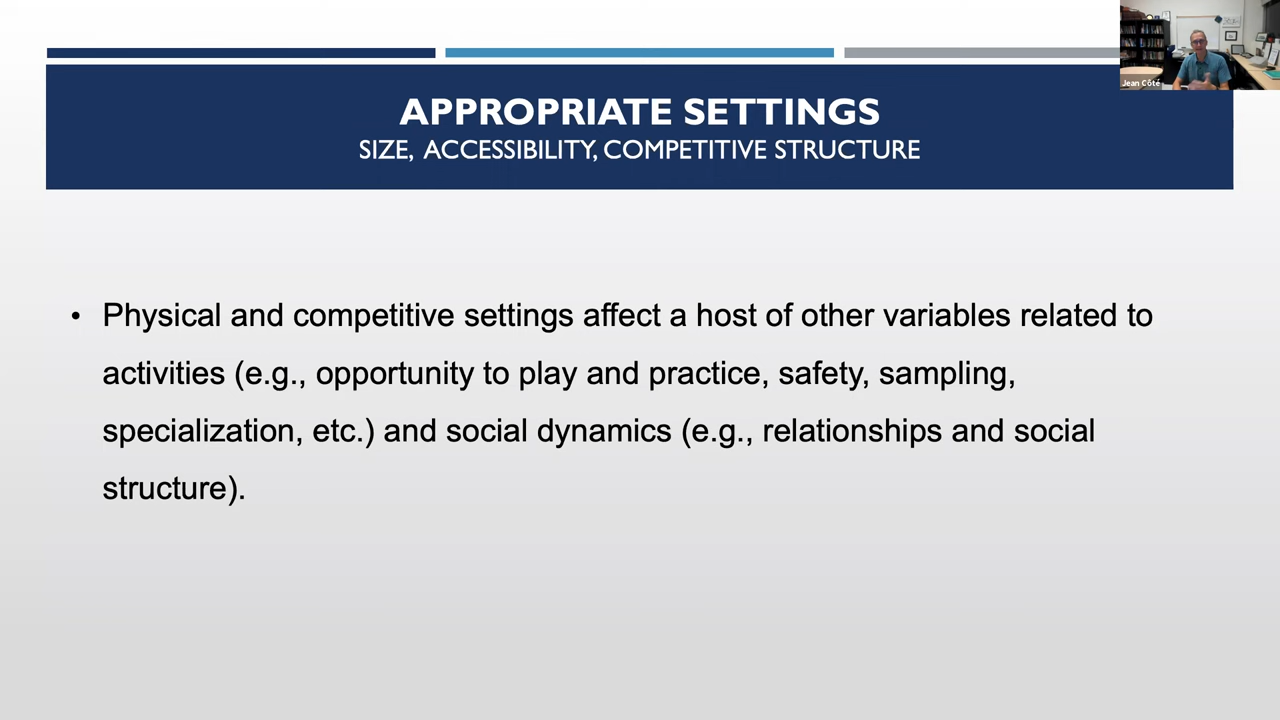 APPROPRIATE SETTINGS
SIZE, ACCESSIBILITY, COMPETITIVE STRUCTURE
Jean Côté
• Physical and competitive settings affect a host of other variables related to
activities (e.g., opportunity to play and practice, safety, sampling,
specialization, etc.) and social dynamics (e.g., relationships and social
structure).